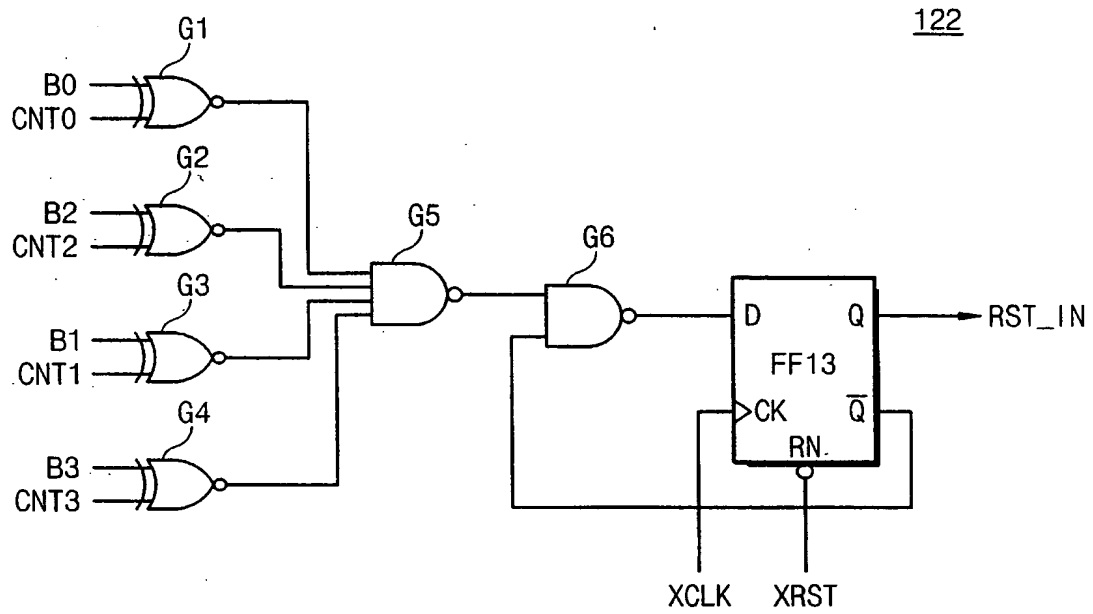 122
G1
B0
CNT0
G2
B2
CNT2
G5
G6
G3
B1
CNT1
D
Q
RST_IN
FF13
G4
CK
Q̅
RN
B3
CNT3
XCLK
XRST